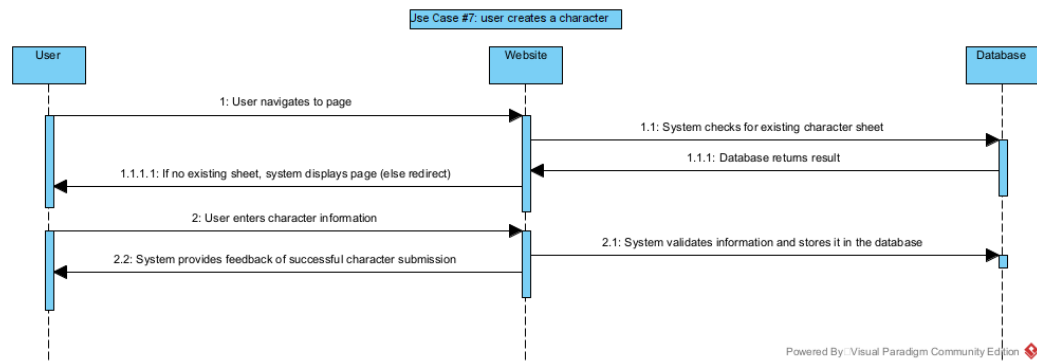 Use Case #7: user creates a character
User
Website
Database
1: User navigates to page
1.1: System checks for existing character sheet
1.1.1: Database returns result
1.1.1.1: If no existing sheet, system displays page (else redirect)
2: User enters character information
2.1: System validates information and stores it in the database
2.2: System provides feedback of successful character submission
Powered By Visual Paradigm Community Edition